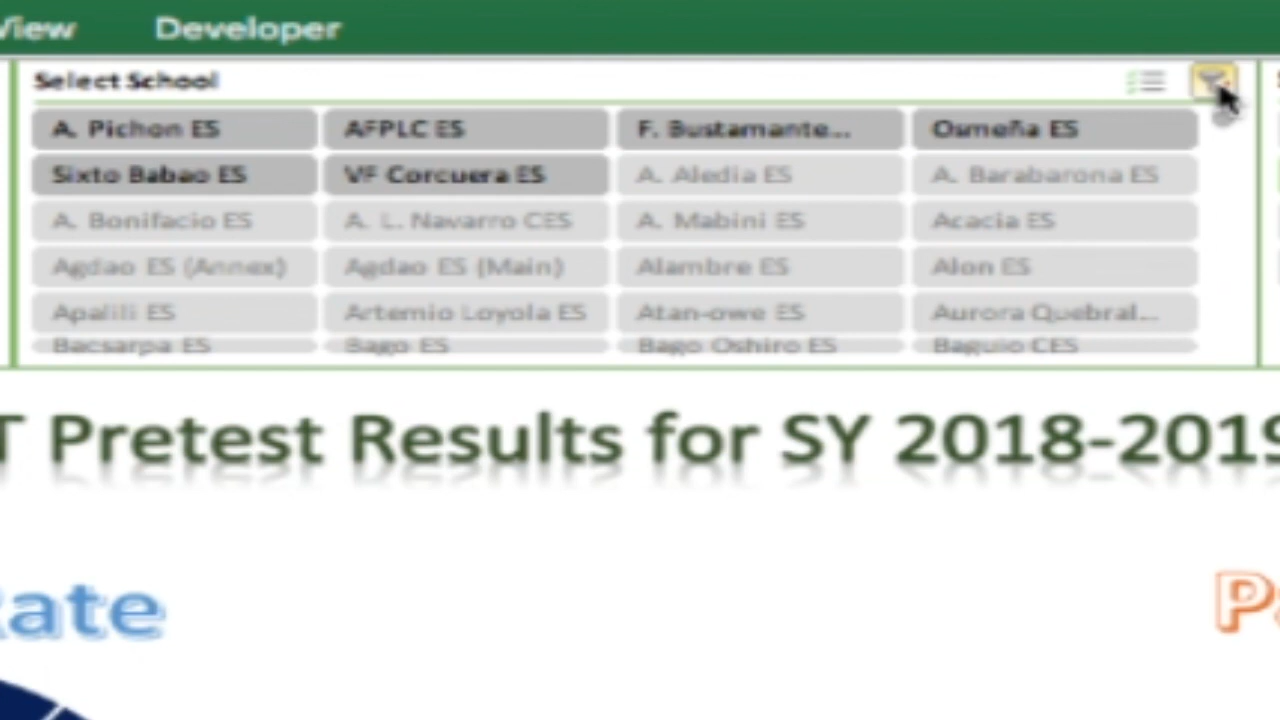 View Developer
Select School
A. Pichon ES AFPLC ES F. Bustamante... Osmeña ES
Sixto Babao ES VF Corcuera ES A. Aledia ES A. Barabarona ES
A. Bonifacio ES A. L. Navarro CES A. Mabini ES Acacia ES
Agdao ES (Annex) Agdao ES (Main) Alambre ES Alon ES
Apalili ES Artemio Loyola ES Atan-owe ES Aurora Quebral...
Bacsarpa ES Bago ES Bago Oshiro ES Baguio CES
T Pretest Results for SY 2018-2019